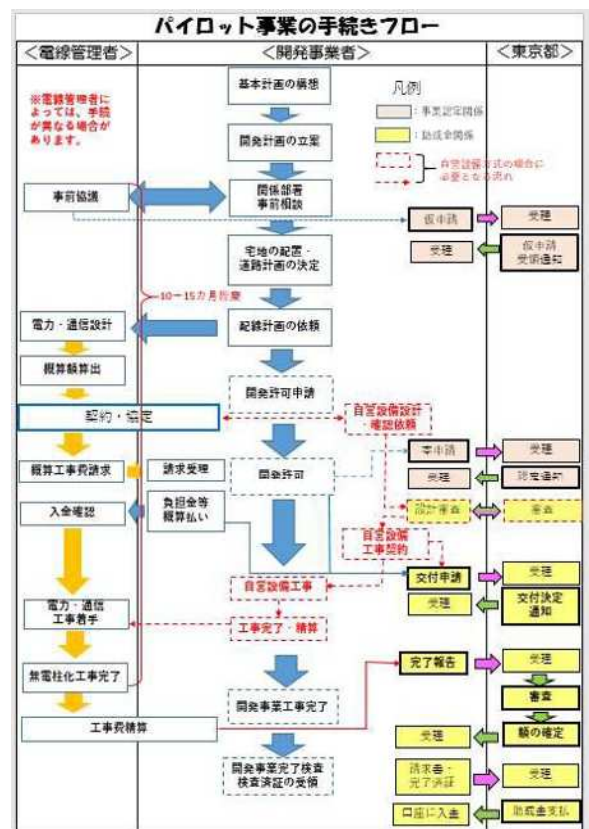 パイロット事業の手続きフロー
＜電線管理者＞
＜開発事業者＞
＜東京都＞
※電線管理者に
よっては、手続
が異なる場合が
あります。
基本計画の構想
凡例
：事業認定関係
：助成金関係
自営設備方式の場合に
必要となる流れ
開発計画の立案
事前協議
関係部署
事前相談
仮申請
受理
受理
仮申請
受領通知
宅地の配置・
道路計画の決定
10～15カ月程度
電力・通信設計
配線計画の依頼
概算額算出
開発許可申請
自営設備設計
・確認依頼
契約・協定
本申請
受理
概算工事費請求
請求受理
開発許可
受理
認定通知
入金確認
負担金等
概算払い
設計審査
審査
自営設備
工事契約
交付申請
受理
自営設備工事
受理
交付決定
通知
電力・通信
工事着手
工事完了・積算
無電柱化工事完了
完了報告
受理
審査
開発事業工事完了
工事費精算
受理
額の確定
開発事業完了検査
検査済証の受領
請求書・
完了済証
受理
口座に入金
助成金支払